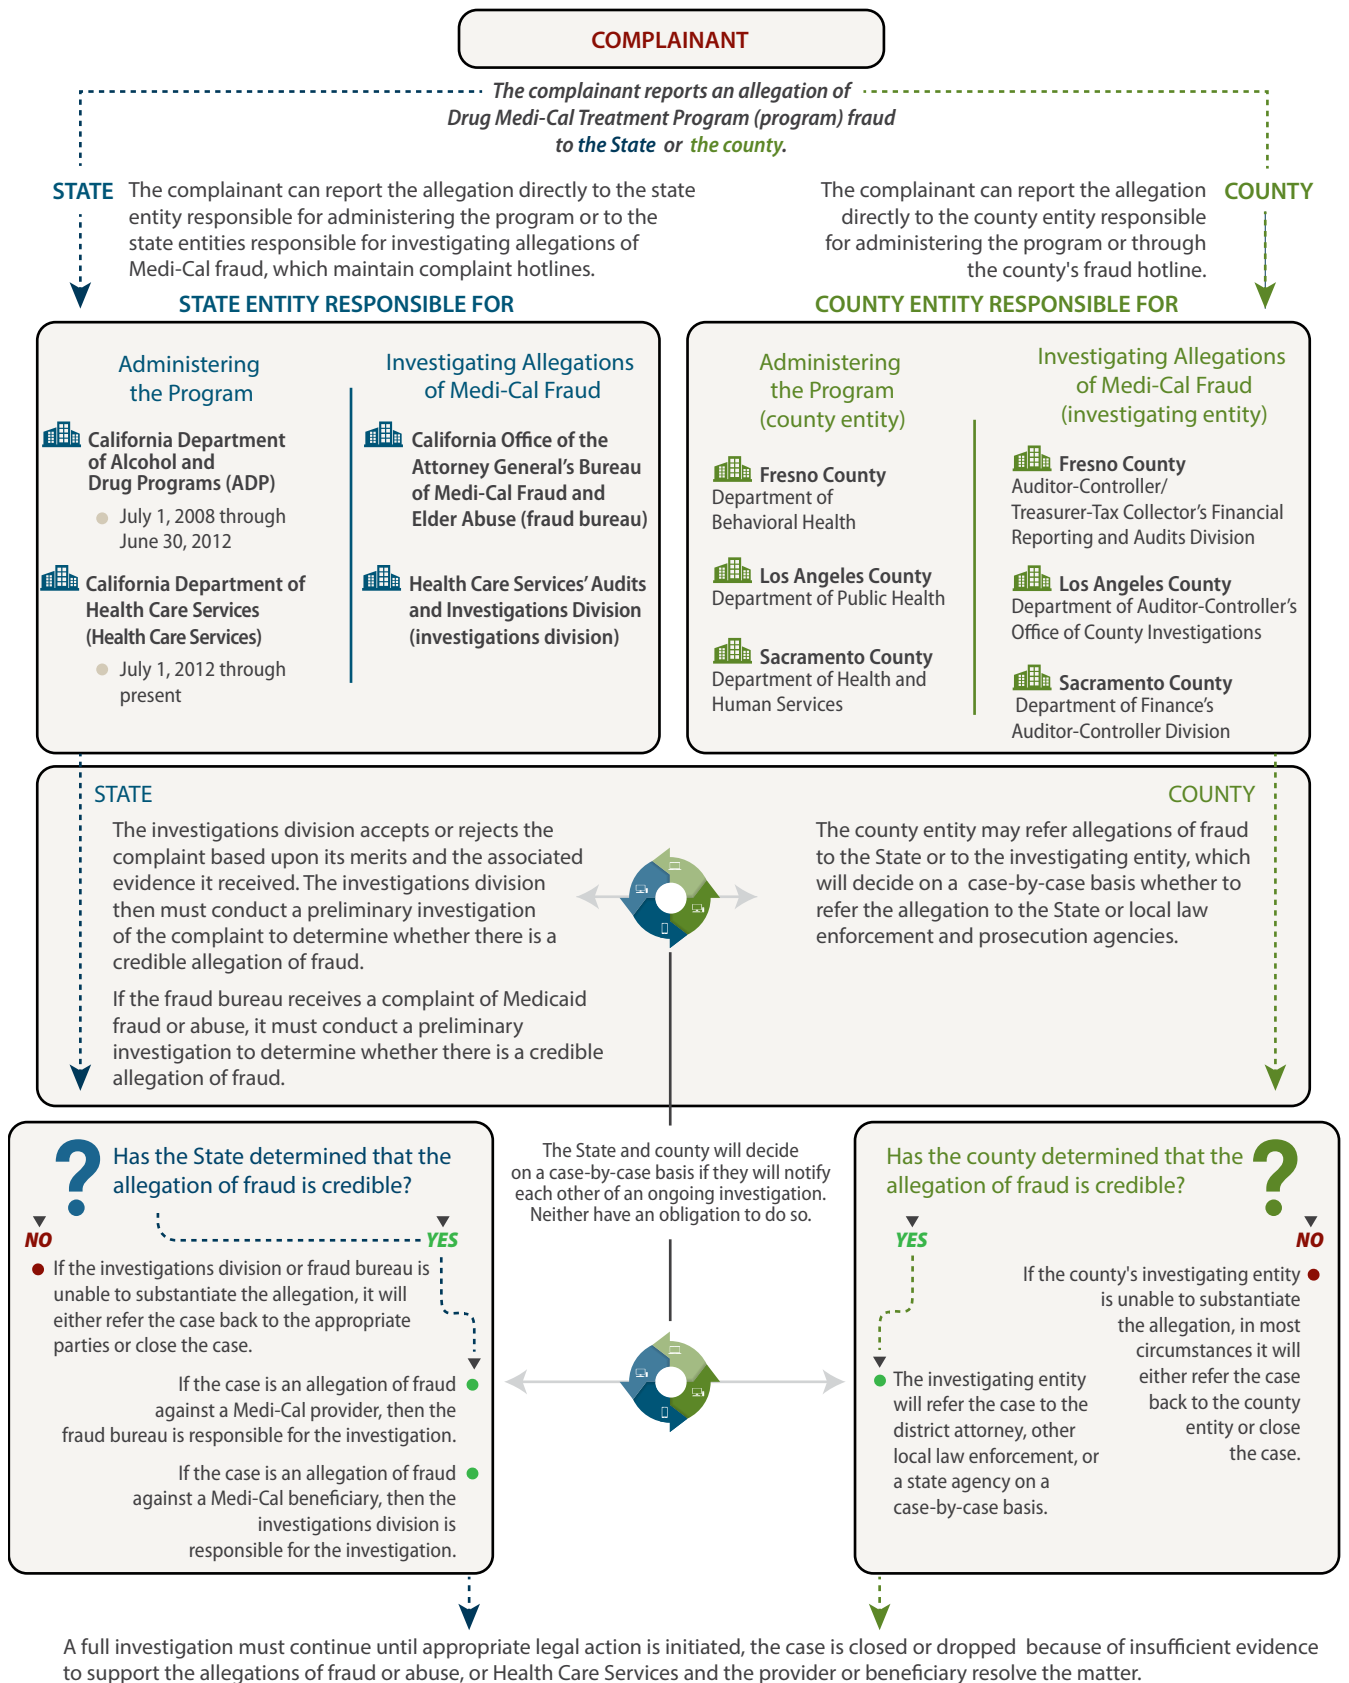 COMPLAINANT
The complainant reports an allegation of
Drug Medi-Cal Treatment Program (program) fraud
to the State or the county.
STATE
The complainant can report the allegation directly to the state
entity responsible for administering the program or to the
state entities responsible for investigating allegations of
Medi-Cal fraud, which maintain complaint hotlines.
The complainant can report the allegation
directly to the county entity responsible
for administering the program or through
the county's fraud hotline.
COUNTY
STATE ENTITY RESPONSIBLE FOR
Administering
the Program
California Department
of Alcohol and
Drug Programs (ADP)
July 1, 2008 through
June 30, 2012
California Department of
Health Care Services
(Health Care Services)
July 1, 2012 through
present
Investigating Allegations
of Medi-Cal Fraud
California Office of the
Attorney General’s Bureau
of Medi-Cal Fraud and
Elder Abuse (fraud bureau)
Health Care Services’ Audits
and Investigations Division
(investigations division)
COUNTY ENTITY RESPONSIBLE FOR
Administering
the Program
(county entity)
Fresno County
Department of
Behavioral Health
Los Angeles County
Department of Public Health
Sacramento County
Department of Health and
Human Services
Investigating Allegations
of Medi-Cal Fraud
(investigating entity)
Fresno County
Auditor-Controller/
Treasurer-Tax Collector’s Financial
Reporting and Audits Division
Los Angeles County
Department of Auditor-Controller’s
Office of County Investigations
Sacramento County
Department of Finance’s
Auditor-Controller Division
STATE
The investigations division accepts or rejects the
complaint based upon its merits and the associated
evidence it received. The investigations division
then must conduct a preliminary investigation
of the complaint to determine whether there is a
credible allegation of fraud.
If the fraud bureau receives a complaint of Medicaid
fraud or abuse, it must conduct a preliminary
investigation to determine whether there is a credible
allegation of fraud.
COUNTY
The county entity may refer allegations of fraud
to the State or to the investigating entity, which
will decide on a case-by-case basis whether to
refer the allegation to the State or local law
enforcement and prosecution agencies.
?
Has the State determined that the
allegation of fraud is credible?
NO
YES
If the investigations division or fraud bureau is
unable to substantiate the allegation, it will
either refer the case back to the appropriate
parties or close the case.
If the case is an allegation of fraud
against a Medi-Cal provider, then the
fraud bureau is responsible for the investigation.
If the case is an allegation of fraud
against a Medi-Cal beneficiary, then the
investigations division is
responsible for the investigation.
The State and county will decide
on a case-by-case basis if they will notify
each other of an ongoing investigation.
Neither have an obligation to do so.
Has the county determined that the
allegation of fraud is credible?
?
YES
NO
If the county's investigating entity
is unable to substantiate
the allegation, in most
circumstances it will
either refer the case
back to the county
entity or close
the case.
The investigating entity
will refer the case to the
district attorney, other
local law enforcement, or
a state agency on a
case-by-case basis.
A full investigation must continue until appropriate legal action is initiated, the case is closed or dropped because of insufficient evidence
to support the allegations of fraud or abuse, or Health Care Services and the provider or beneficiary resolve the matter.